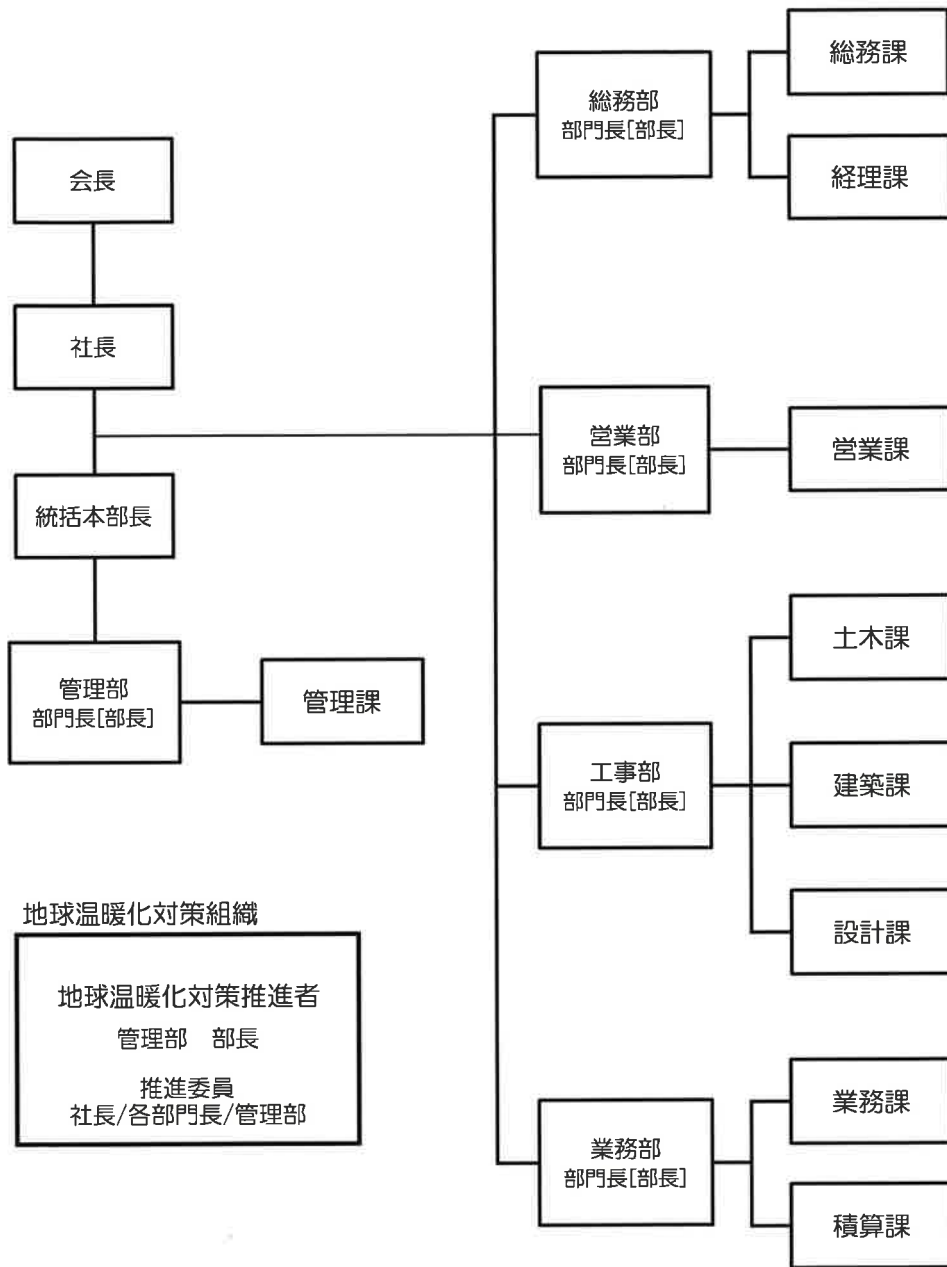 会長
社長
統括本部長
管理部
部門長[部長]
管理課
総務部
部門長[部長]
総務課
経理課
営業部
部門長[部長]
営業課
工事部
部門長[部長]
土木課
建築課
設計課
業務部
部門長[部長]
業務課
積算課
地球温暖化対策組織
地球温暖化対策推進者
管理部　部長
推進委員
社長/各部門長/管理部